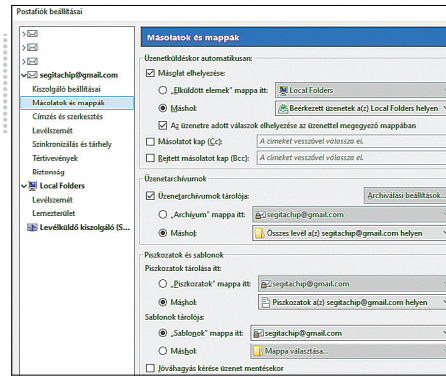 Postafiók beállításai
segitachip@gmail.com
Kiszolgáló beállításai
Másolatok és mappák
Címzés és szerkesztés
Levélszemét
Szinkronizálás és tárhely
Tértivevények
Biztonság
Local Folders
Levélszemét
Lemezterület
Levélküldő kiszolgáló (S...
Másolatok és mappák
Üzenetküldéskor automatikusan:
Másolat elhelyezése:
„Elküldött elemek” mappa itt: Local Folders
Máshol: Beérkezett üzenetek a(z) Local Folders helyen
Az üzenetre adott válaszok elhelyezése az üzenettel megegyező mappában
Másolatot kap (Cc): A címeket vesszővel válassza el.
Rejtett másolatot kap (Bcc): A címeket vesszővel válassza el.
Üzenetarchívumok
Üzenetarchívumok tárolója: Archiválási beállítások...
„Archívum” mappa itt: segitachip@gmail.com
Máshol: Összes levél a(z) segitachip@gmail.com helyen
Piszkozatok és sablonok
Piszkozatok tárolása itt:
„Piszkozatok” mappa itt: segitachip@gmail.com
Máshol: Piszkozatok a(z) segitachip@gmail.com helyen
Sablonok tárolója:
„Sablonok” mappa itt: segitachip@gmail.com
Máshol: Mappa választása...
Jóváhagyás kérése üzenet mentésekor